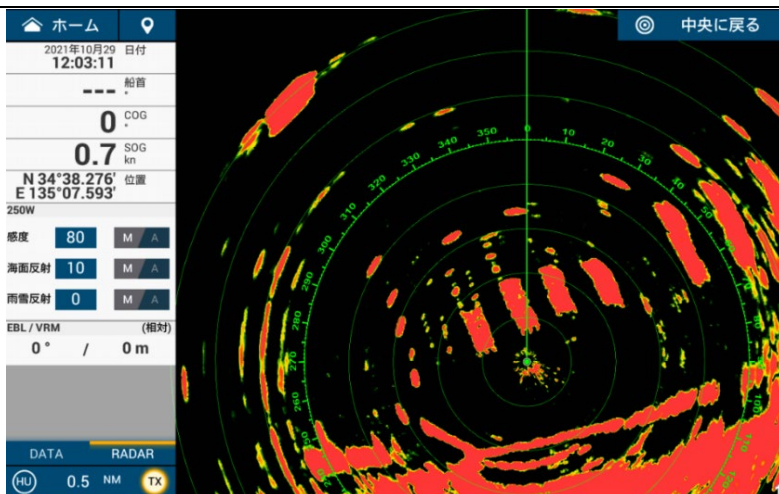 ホーム
中央に戻る
2021年10月29 日付
12:03:11
--- 船首
°
0 COG
°
0.7 SOG
kn
N 34°38.276' 位置
E 135°07.593'
250W
感度 80 M A
海面反射 10 M A
雨雪反射 0 M A
EBL / VRM (相対)
0° / 0 m
DATA RADAR
HU 0.5 NM TX
350 0 10
340 20
330 30
320
310
300
290
280
270
260